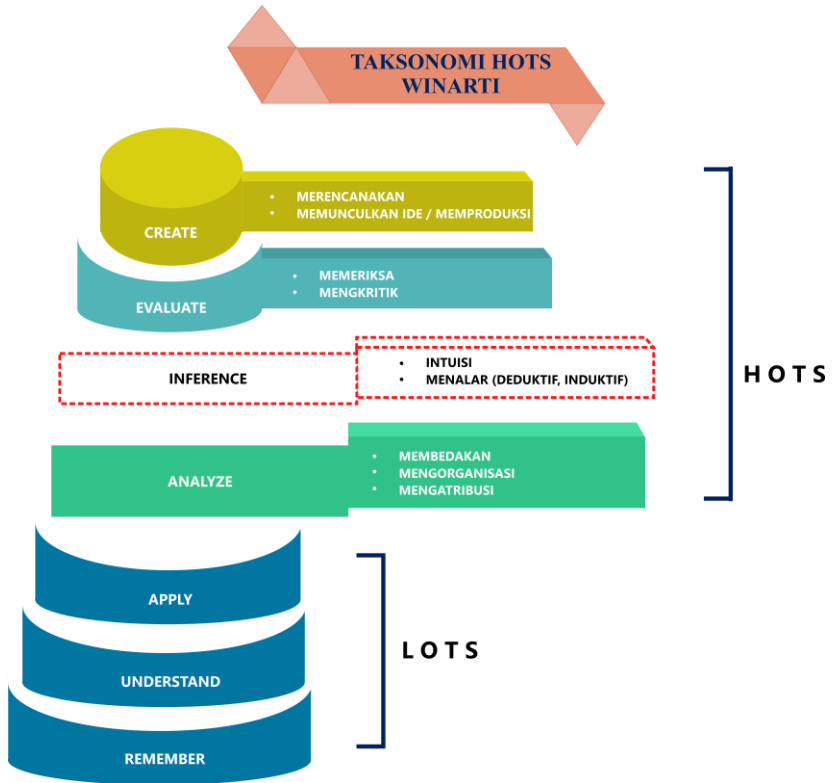 TAKSONOMI HOTS
WINARTI
CREATE
• MERENCANAKAN
• MEMUNCULKAN IDE / MEMPRODUKSI
EVALUATE
• MEMERIKSA
• MENGKRITIK
INFERENCE
• INTUISI
• MENALAR (DEDUKTIF, INDUKTIF)
HOTS
ANALYZE
• MEMBEDAKAN
• MENGORGANISASI
• MENGATRIBUSI
APPLY
UNDERSTAND
REMEMBER
LOTS